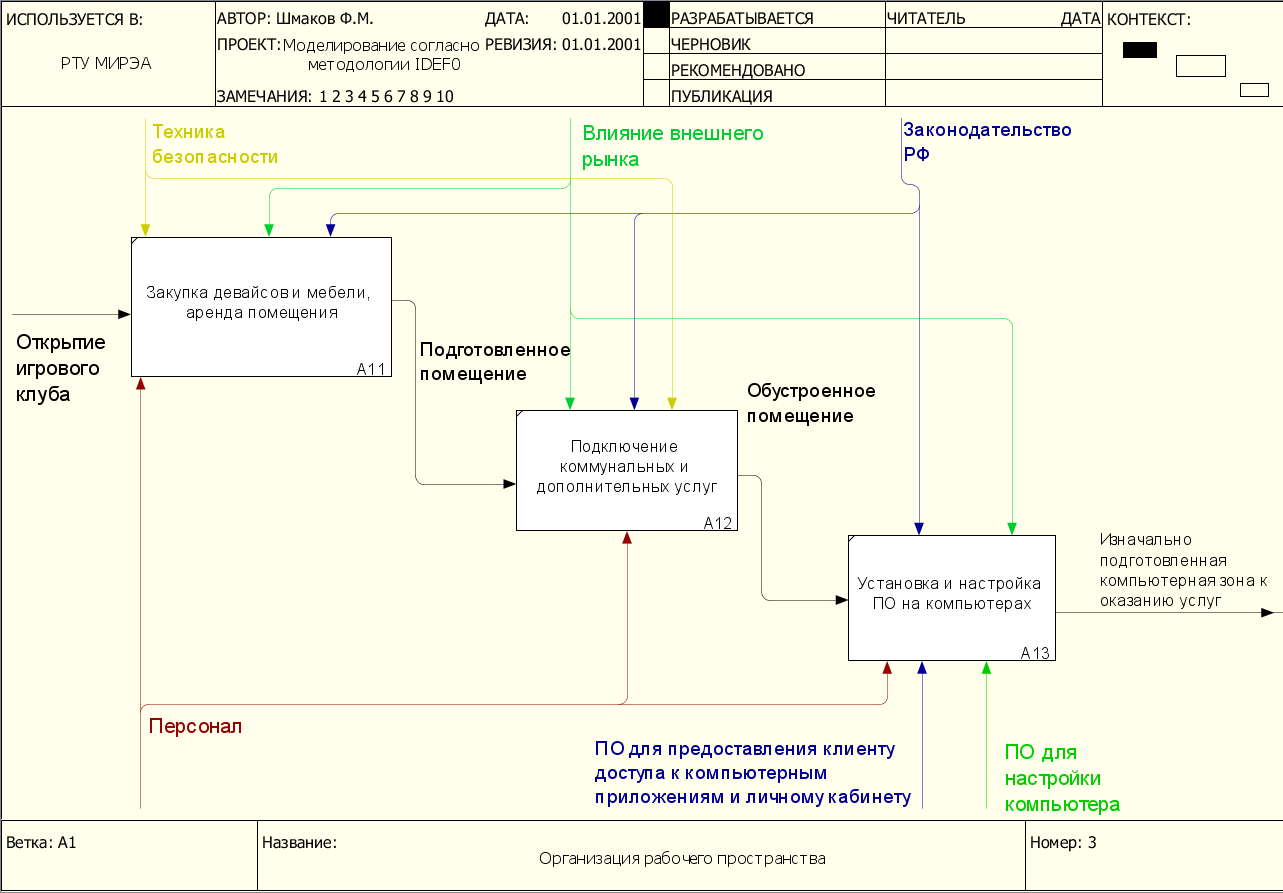 ИСПОЛЬЗУЕТСЯ В:
РТУ МИРЭА
АВТОР: Шмаков Ф.М.
ДАТА: 01.01.2001
ПРОЕКТ: Моделирование согласно
методологии IDEF0
РЕВИЗИЯ: 01.01.2001
ЗАМЕЧАНИЯ: 1 2 3 4 5 6 7 8 9 10
РАЗРАБАТЫВАЕТСЯ
ЧЕРНОВИК
РЕКОМЕНДОВАНО
ПУБЛИКАЦИЯ
ЧИТАТЕЛЬ
ДАТА
КОНТЕКСТ:
Техника
безопасности
Влияние внешнего
рынка
Законодательство
РФ
Закупка девайсов и мебели,
аренда помещения
A11
Открытие
игрового
клуба
Подготовленное
помещение
Обустроенное
помещение
Подключение
коммунальных и
дополнительных услуг
A12
Установка и настройка
ПО на компьютерах
A13
Изначально
подготовленная
компьютерная зона к
оказанию услуг
Персонал
ПО для предоставления клиенту
доступа к компьютерным
приложениям и личному кабинету
ПО для
настройки
компьютера
Ветка: A1
Название:
Организация рабочего пространства
Номер: 3